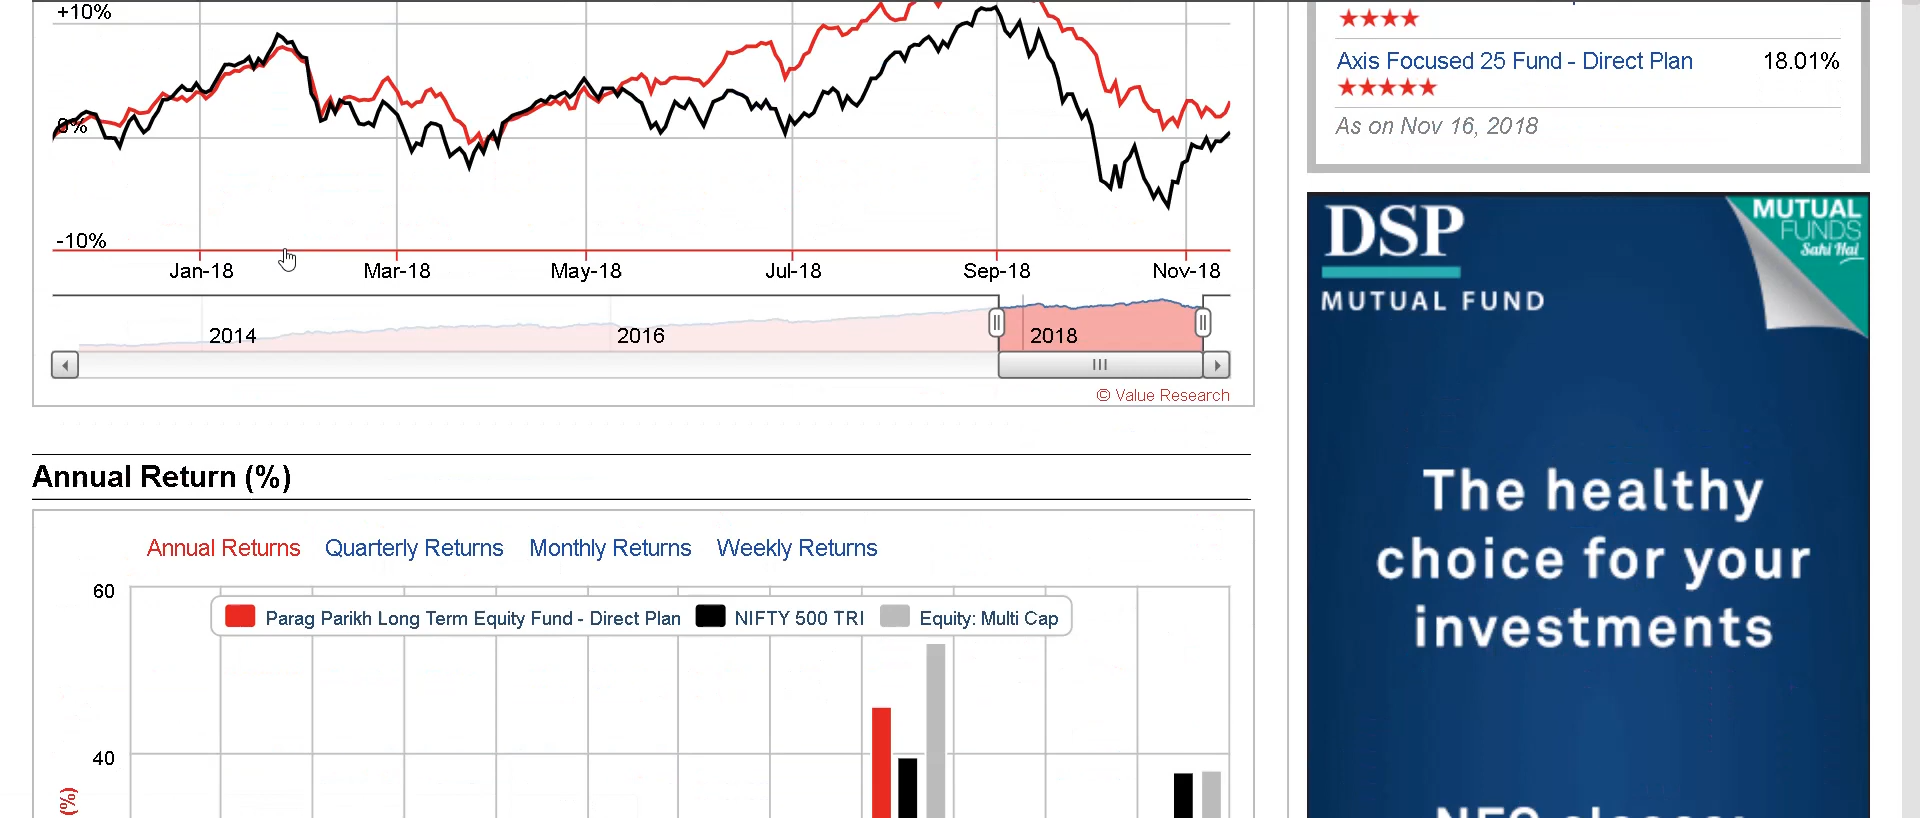 +10%
0%
-10%
Jan-18 Mar-18 May-18 Jul-18 Sep-18 Nov-18
2014 2016 2018
© Value Research
Annual Return (%)
Annual Returns Quarterly Returns Monthly Returns Weekly Returns
60
Parag Parikh Long Term Equity Fund - Direct Plan NIFTY 500 TRI Equity: Multi Cap
40
(%)
Axis Focused 25 Fund - Direct Plan 18.01%
As on Nov 16, 2018
DSP
MUTUAL FUND
MUTUAL
FUNDS
Sahi Hai
The healthy
choice for your
investments